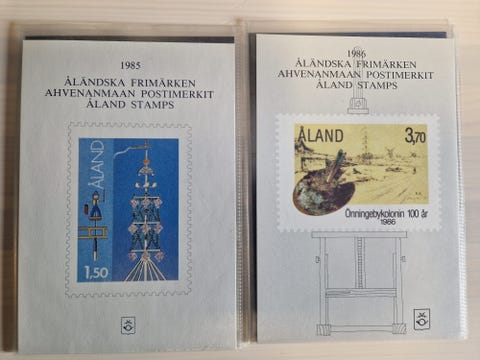 1985
ÅLÄNDSKA FRIMÄRKEN
AHVENANMAAN POSTIMERKIT
ÅLAND STAMPS
ÅLAND
1,50
1986
ÅLÄNDSKA FRIMÄRKEN
AHVENANMAAN POSTIMERKIT
ÅLAND STAMPS
ÅLAND
3,70
Önningebykolonin 100 år
1986